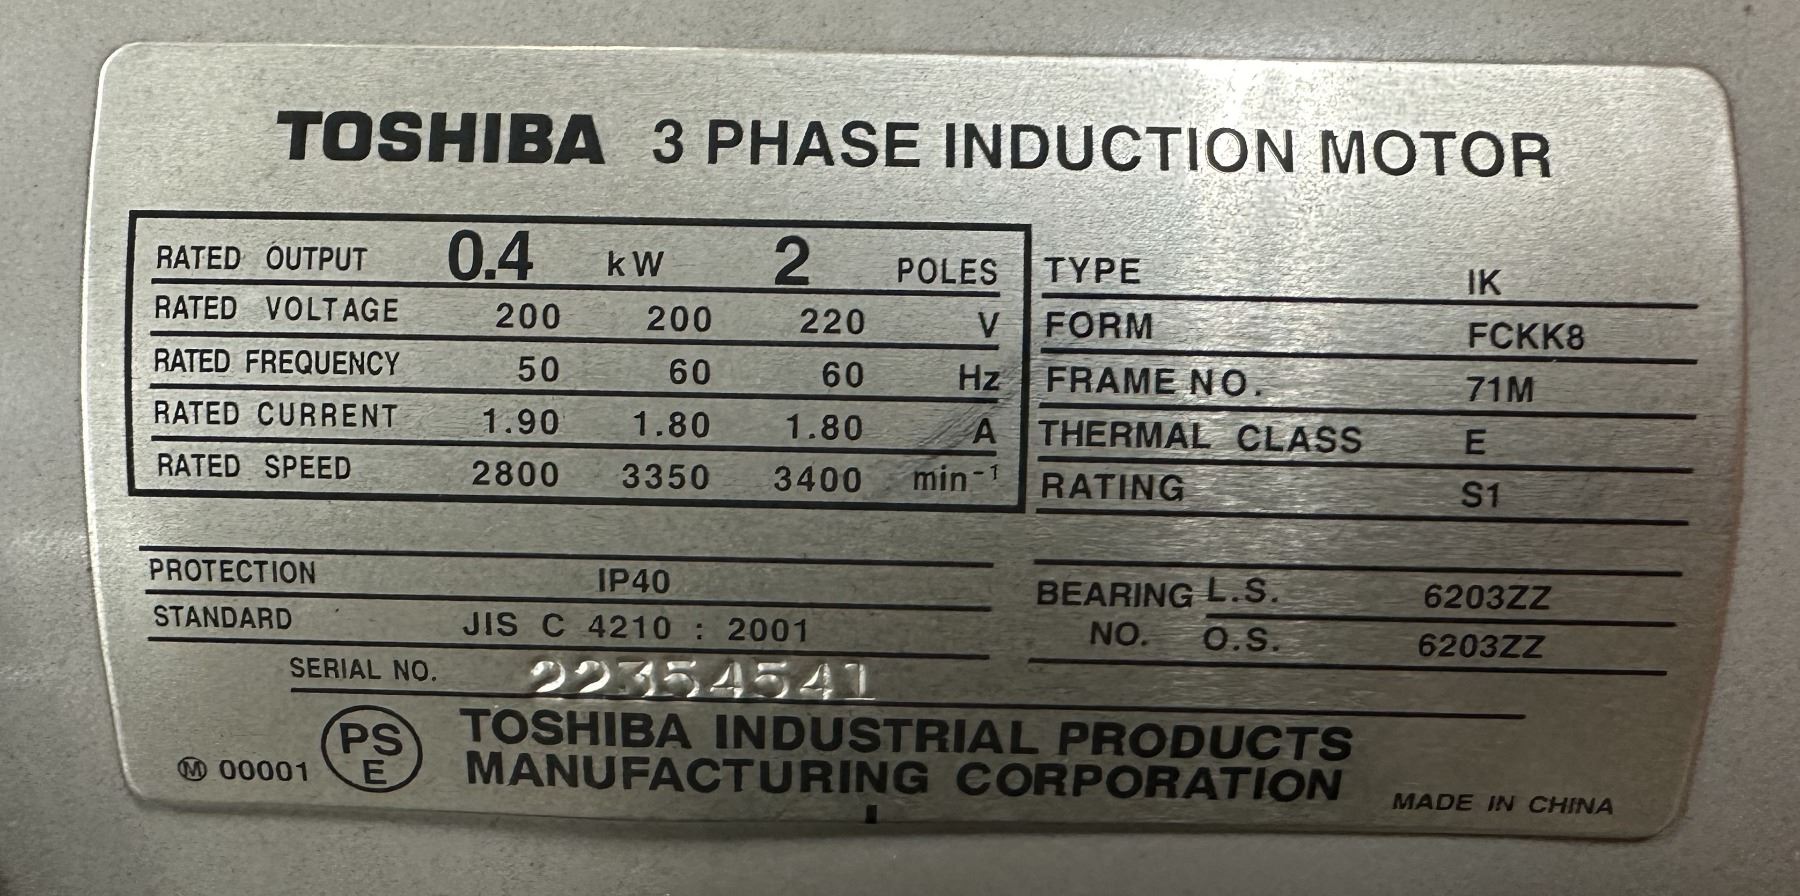 TOSHIBA 3 PHASE INDUCTION MOTOR
RATED OUTPUT 0.4 kW 2 POLES
RATED VOLTAGE 200 200 220 V
RATED FREQUENCY 50 60 60 Hz
RATED CURRENT 1.90 1.80 1.80 A
RATED SPEED 2800 3350 3400 min⁻¹
TYPE IK
FORM FCKK8
FRAME NO. 71M
THERMAL CLASS E
RATING S1
PROTECTION IP40
STANDARD JIS C 4210 : 2001
BEARING L.S. 6203ZZ
NO. O.S. 6203ZZ
SERIAL NO. 22354541
Ⓜ 00001
PS
E
TOSHIBA INDUSTRIAL PRODUCTS
MANUFACTURING CORPORATION
MADE IN CHINA